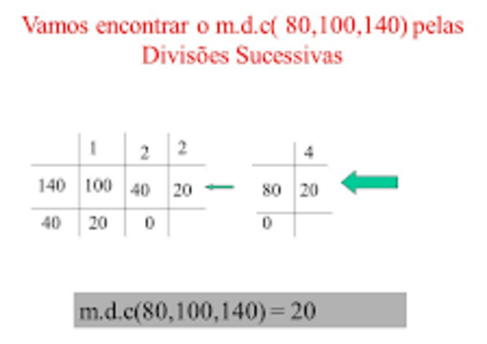 Vamos encontrar o m.d.c( 80,100,140) pelas
Divisões Sucessivas
1 2 2
140 100 40 20
40 20 0
4
80 20
0
m.d.c(80,100,140) = 20